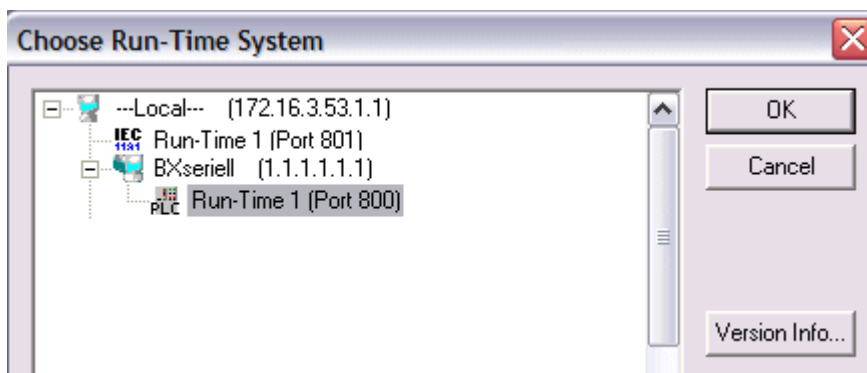 Choose Run-Time System
---Local--- (172.16.3.53.1.1)
OK
IEC
1131
Run-Time 1 (Port 801)
BXseriell (1.1.1.1.1.1)
Cancel
PLC
Run-Time 1 (Port 800)
Version Info...